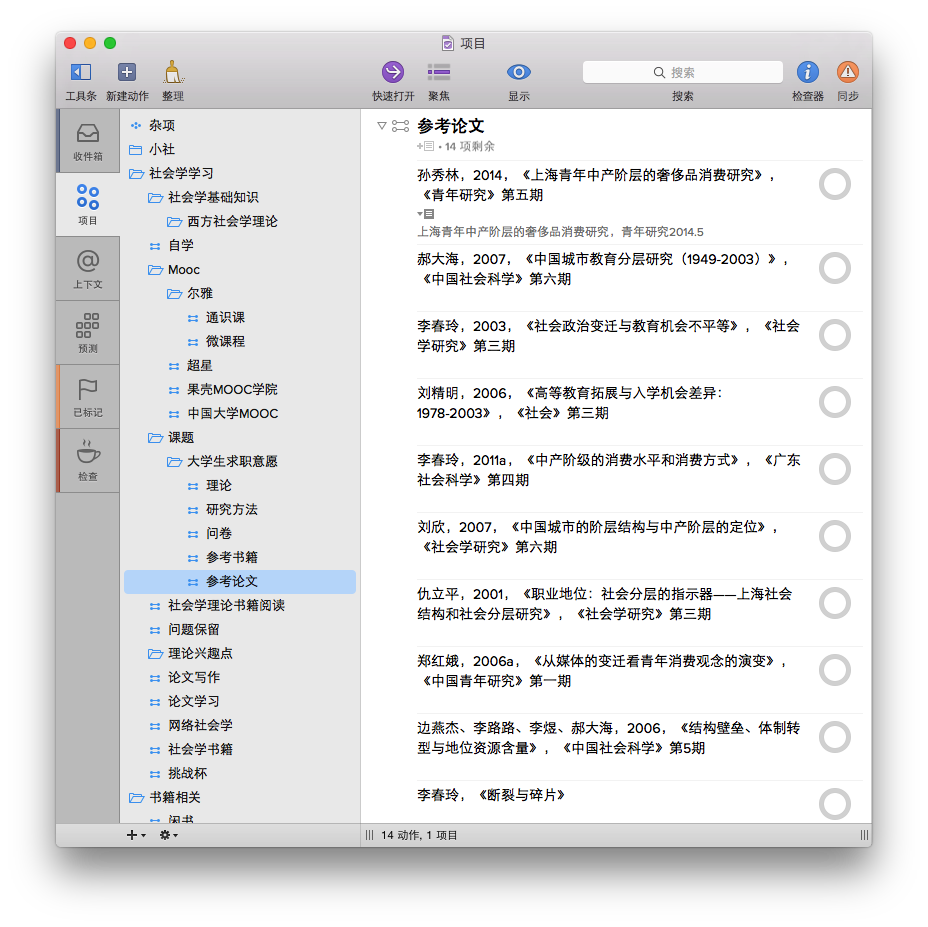 项目
工具条 新建动作 整理 快速打开 聚焦 显示 搜索 检查器 同步
搜索
收件箱
项目
上下文
预测
已标记
检查
杂项
小社
社会学学习
社会学基础知识
西方社会学理论
自学
Mooc
尔雅
通识课
微课程
超星
果壳MOOC学院
中国大学MOOC
课题
大学生求职意愿
理论
研究方法
问卷
参考书籍
参考论文
社会学理论书籍阅读
问题保留
理论兴趣点
论文写作
论文学习
网络社会学
社会学书籍
挑战杯
书籍相关
闲书
参考论文
• 14 项剩余
孙秀林，2014，《上海青年中产阶层的奢侈品消费研究》，
《青年研究》第五期
上海青年中产阶层的奢侈品消费研究，青年研究2014.5
郝大海，2007，《中国城市教育分层研究（1949-2003）》，
《中国社会科学》第六期
李春玲，2003，《社会政治变迁与教育机会不平等》，《社会
学研究》第三期
刘精明，2006，《高等教育拓展与入学机会差异：
1978-2003》，《社会》第三期
李春玲，2011a，《中产阶级的消费水平和消费方式》，《广东
社会科学》第四期
刘欣，2007，《中国城市的阶层结构与中产阶层的定位》，
《社会学研究》第六期
仇立平，2001，《职业地位：社会分层的指示器——上海社会
结构和社会分层研究》，《社会学研究》第三期
郑红娥，2006a，《从媒体的变迁看青年消费观念的演变》，
《中国青年研究》第一期
边燕杰、李路路、李煜、郝大海，2006，《结构壁垒、体制转
型与地位资源含量》，《中国社会科学》第5期
李春玲，《断裂与碎片》
14 动作, 1 项目